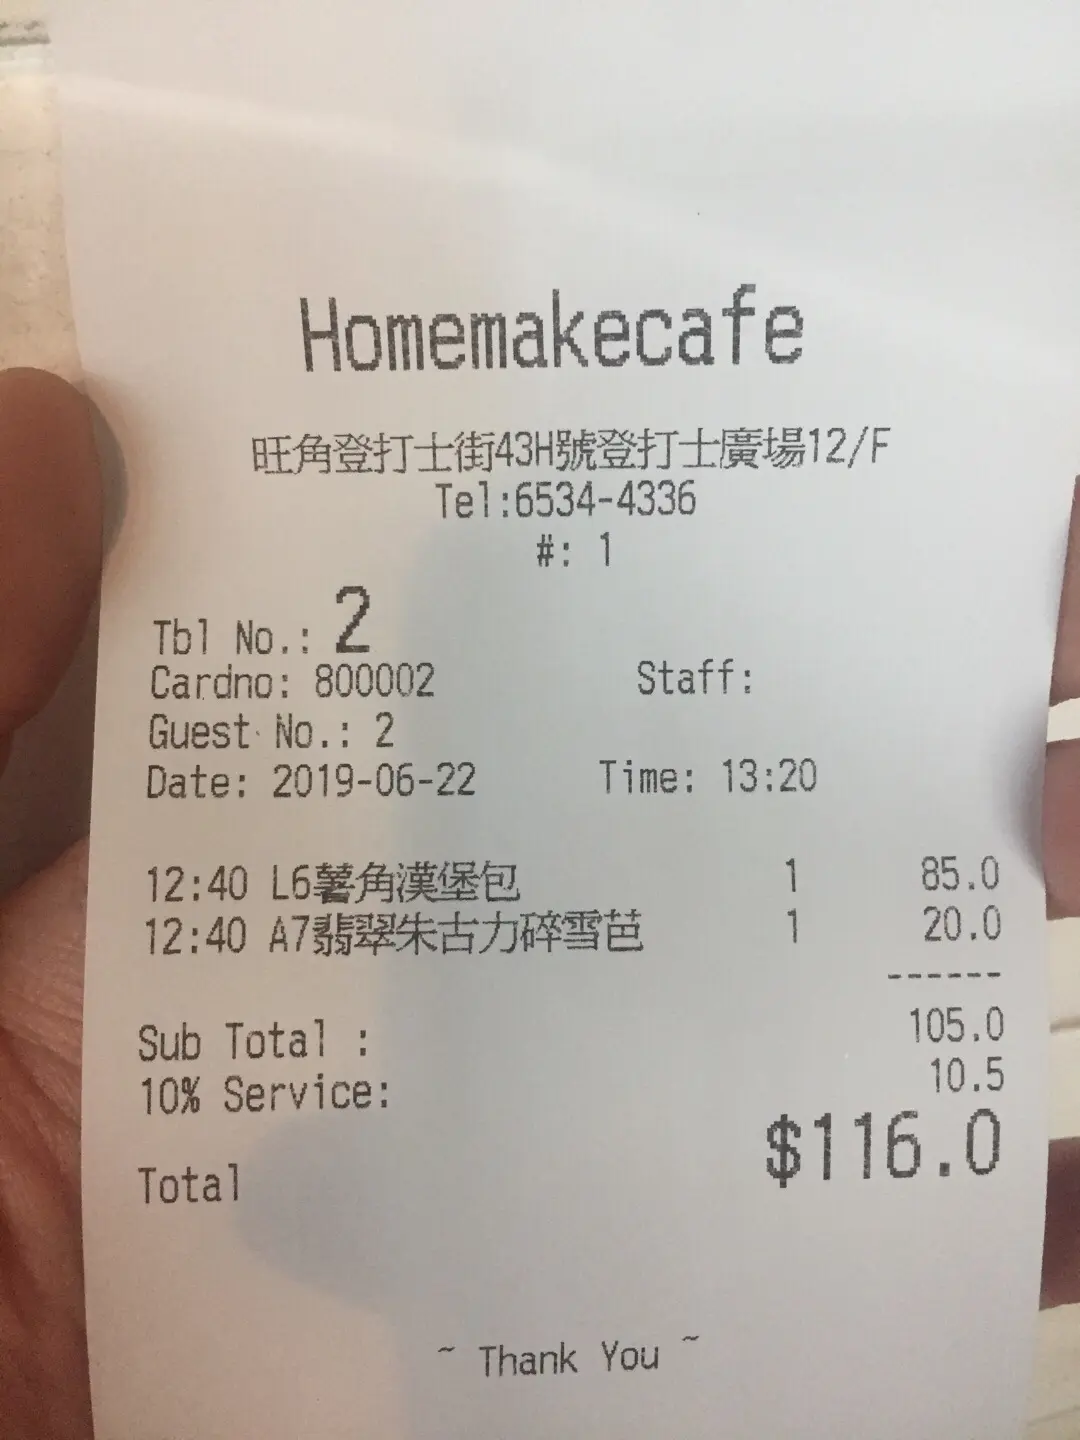 Homemakecafe
旺角登打士街43H號登打士廣場12/F
Tel:6534-4336
#: 1
Tbl No.: 2
Cardno: 800002 Staff:
Guest No.: 2
Date: 2019-06-22 Time: 13:20
12:40 L6薯角漢堡包 1 85.0
12:40 A7翡翠朱古力碎雪芭 1 20.0
------
Sub Total : 105.0
10% Service: 10.5
Total $116.0
~ Thank You ~